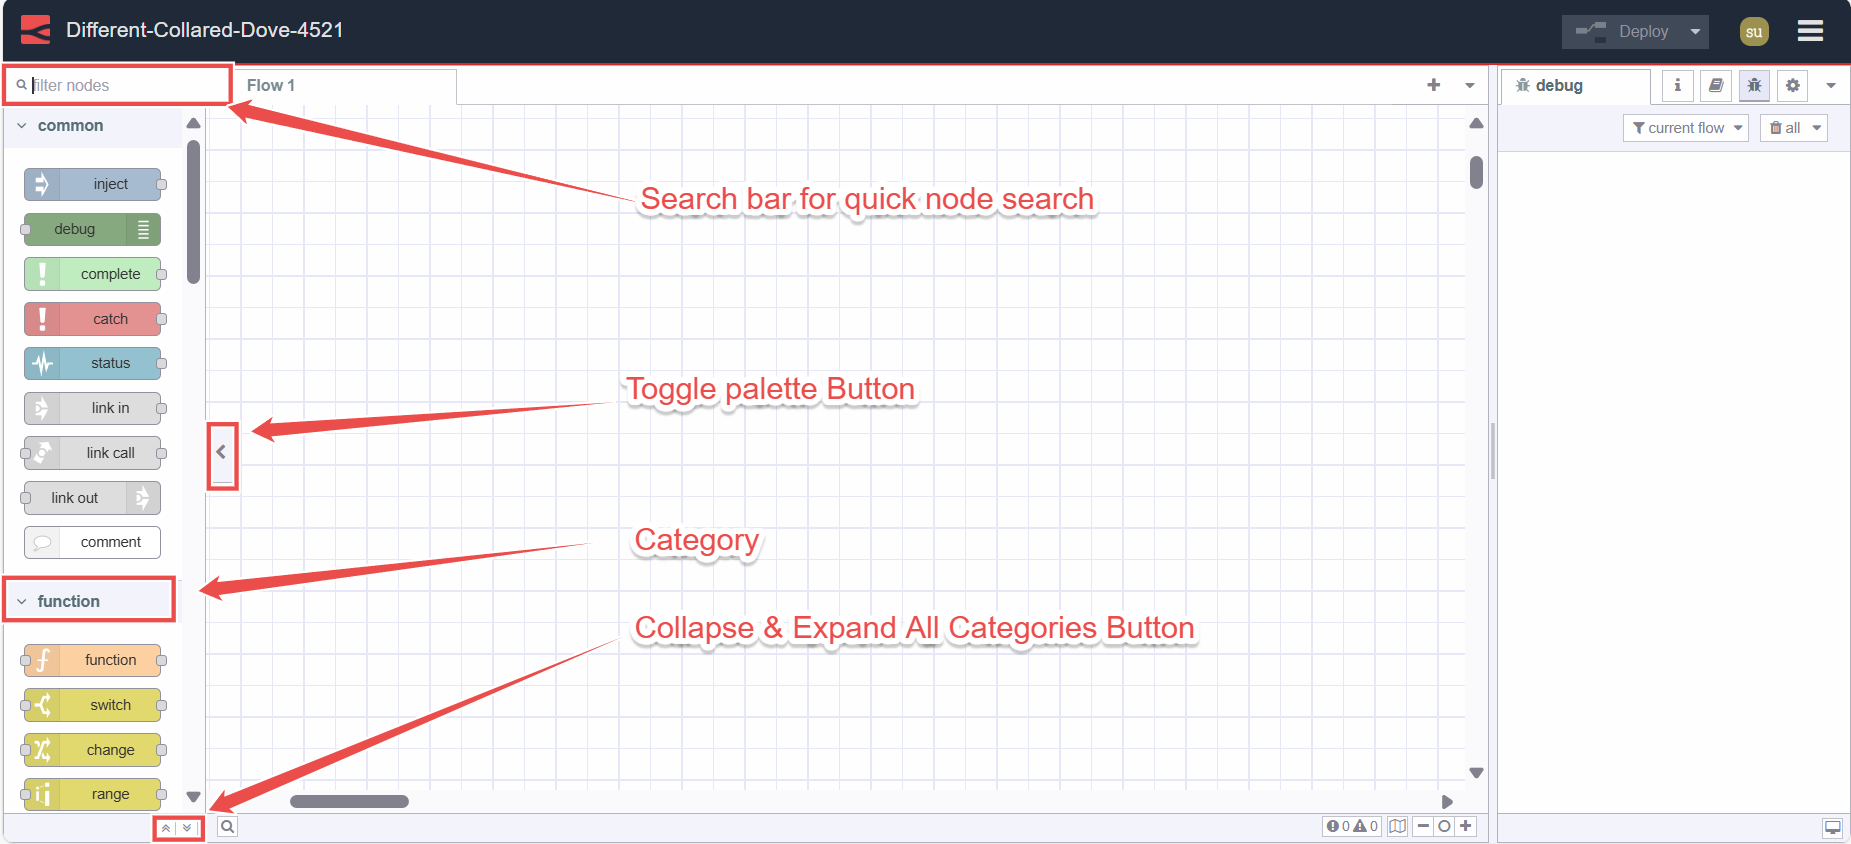 Different-Collared-Dove-4521
Deploy
su
filter nodes
Flow 1
debug
i
common
current flow
all
inject
Search bar for quick node search
debug
complete
catch
status
Toggle palette Button
link in
link call
link out
Category
comment
function
Collapse & Expand All Categories Button
function
switch
change
range
0 0